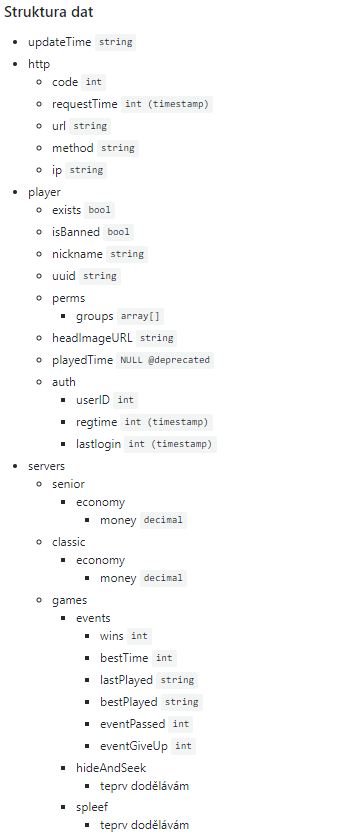 Struktura dat
updateTime string
http
code int
requestTime int (timestamp)
url string
method string
ip string
player
exists bool
isBanned bool
nickname string
uuid string
perms
groups array[]
headImageURL string
playedTime NULL @deprecated
auth
userID int
regtime int (timestamp)
lastlogin int (timestamp)
servers
senior
economy
money decimal
classic
economy
money decimal
games
events
wins int
bestTime int
lastPlayed string
bestPlayed string
eventPassed int
eventGiveUp int
hideAndSeek
teprv dodělávám
spleef
teprv dodělávám